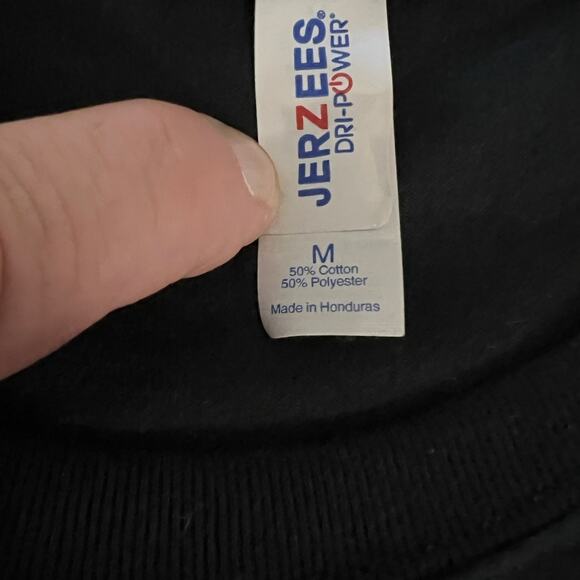 JERZEES®
DRI-POWER®
M
50% Cotton
50% Polyester
Made in Honduras